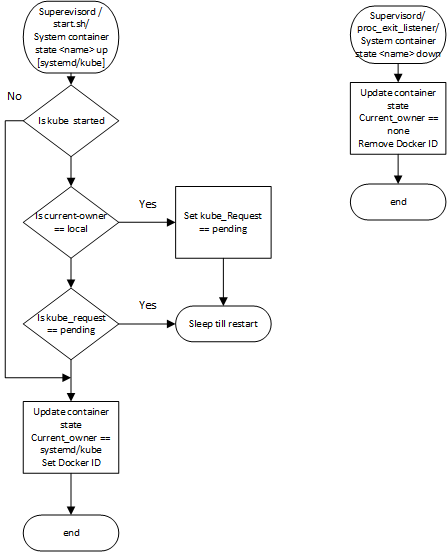 Superevisord /
start.sh/
System container
state <name> up
[systemd/kube]
No
Is kube started
Is current-owner
== local
Yes
Set kube_Request
== pending
Is kube_request
== pending
Yes
Sleep till restart
Update container
state
Current_owner ==
systemd/kube
Set Docker ID
end
Supervisord/
proc_exit_listener/
System container
state <name> down
Update container
state
Current_owner ==
none
Remove Docker ID
end